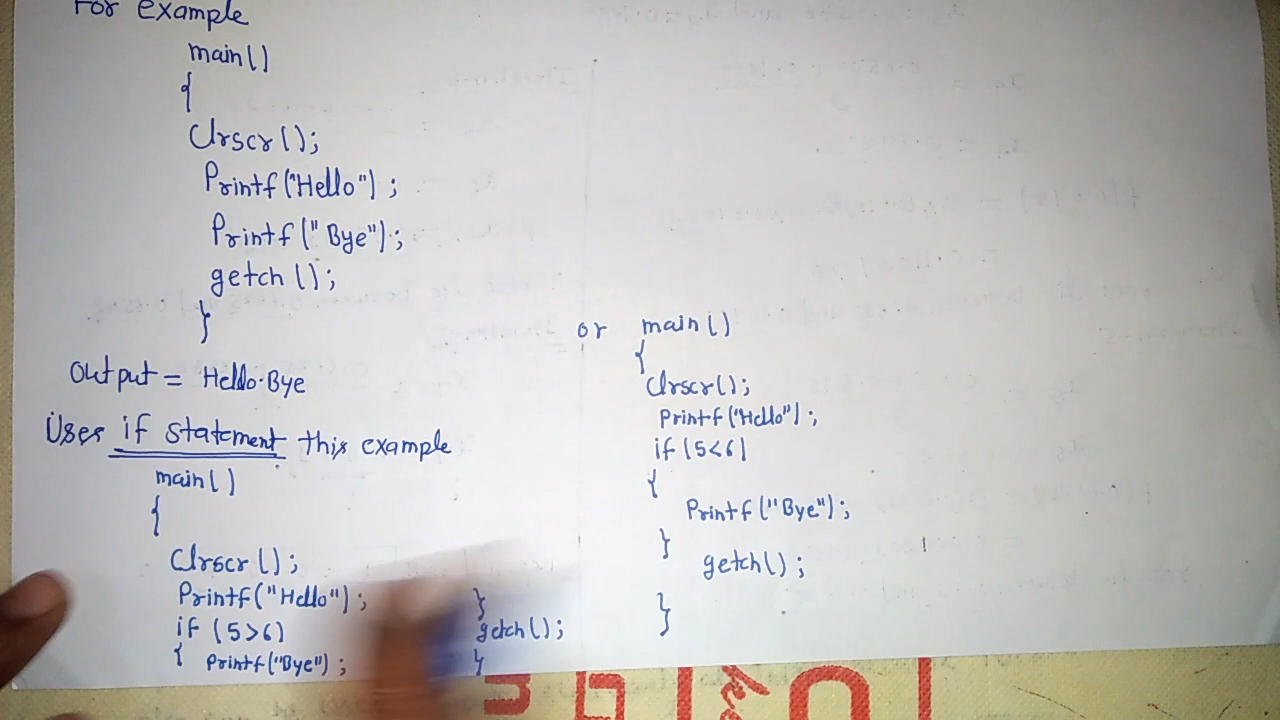 For example
main()
{
Clrscr();
Printf("Hello");
Printf("Bye");
getch();
}
Output = Hello.Bye
Uses if statement this example
main()
{
Clrscr();
Printf("Hello");
if (5>6)
{ Printf("Bye");
}
getch();
}
or main()
{
Clrscr();
Printf("Hello");
if (5<6)
{
Printf("Bye");
}
getch();
}